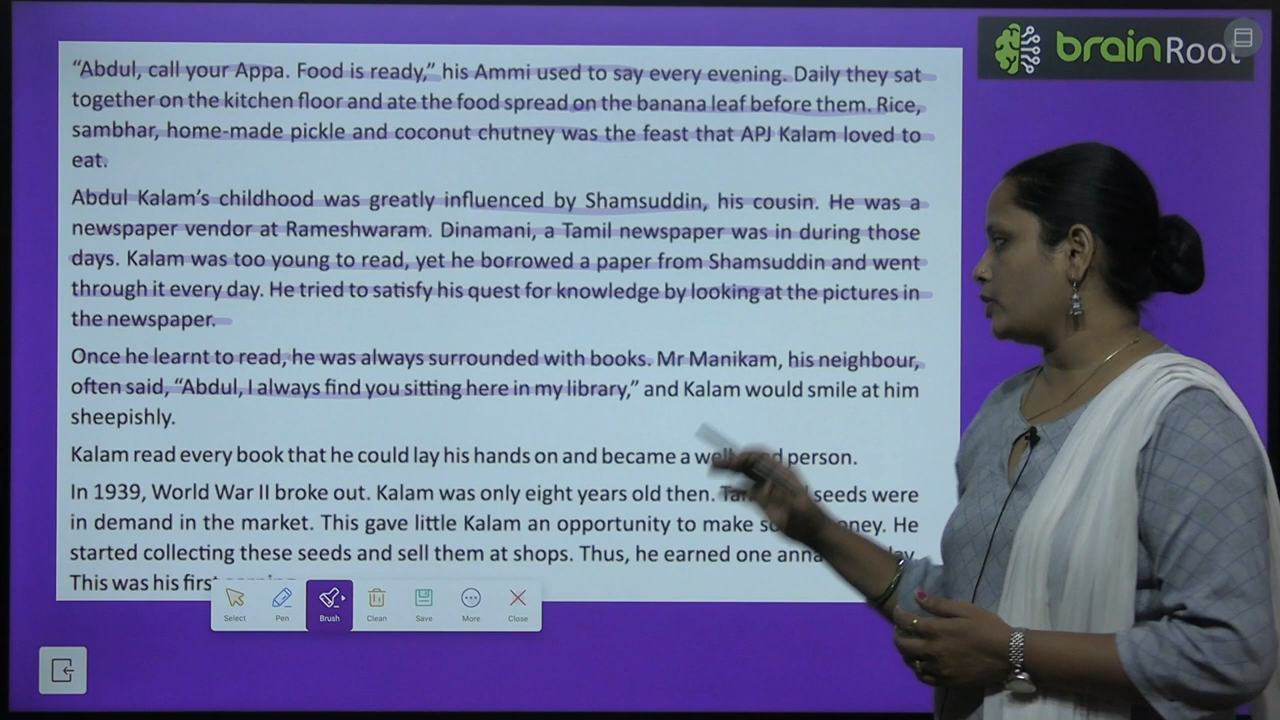 brainRoot
“Abdul, call your Appa. Food is ready,” his Ammi used to say every evening. Daily they sat
together on the kitchen floor and ate the food spread on the banana leaf before them. Rice,
sambhar, home-made pickle and coconut chutney was the feast that APJ Kalam loved to
eat.
Abdul Kalam’s childhood was greatly influenced by Shamsuddin, his cousin. He was a
newspaper vendor at Rameshwaram. Dinamani, a Tamil newspaper was in during those
days. Kalam was too young to read, yet he borrowed a paper from Shamsuddin and went
through it every day. He tried to satisfy his quest for knowledge by looking at the pictures in
the newspaper.
Once he learnt to read, he was always surrounded with books. Mr Manikam, his neighbour,
often said, “Abdul, I always find you sitting here in my library,” and Kalam would smile at him
sheepishly.
Kalam read every book that he could lay his hands on and became a person.
In 1939, World War II broke out. Kalam was only eight years old then. seeds were
in demand in the market. This gave little Kalam an opportunity to make He
started collecting these seeds and sell them at shops. Thus, he earned one anna
This was his first
Select Pen Brush Clean Save More Close